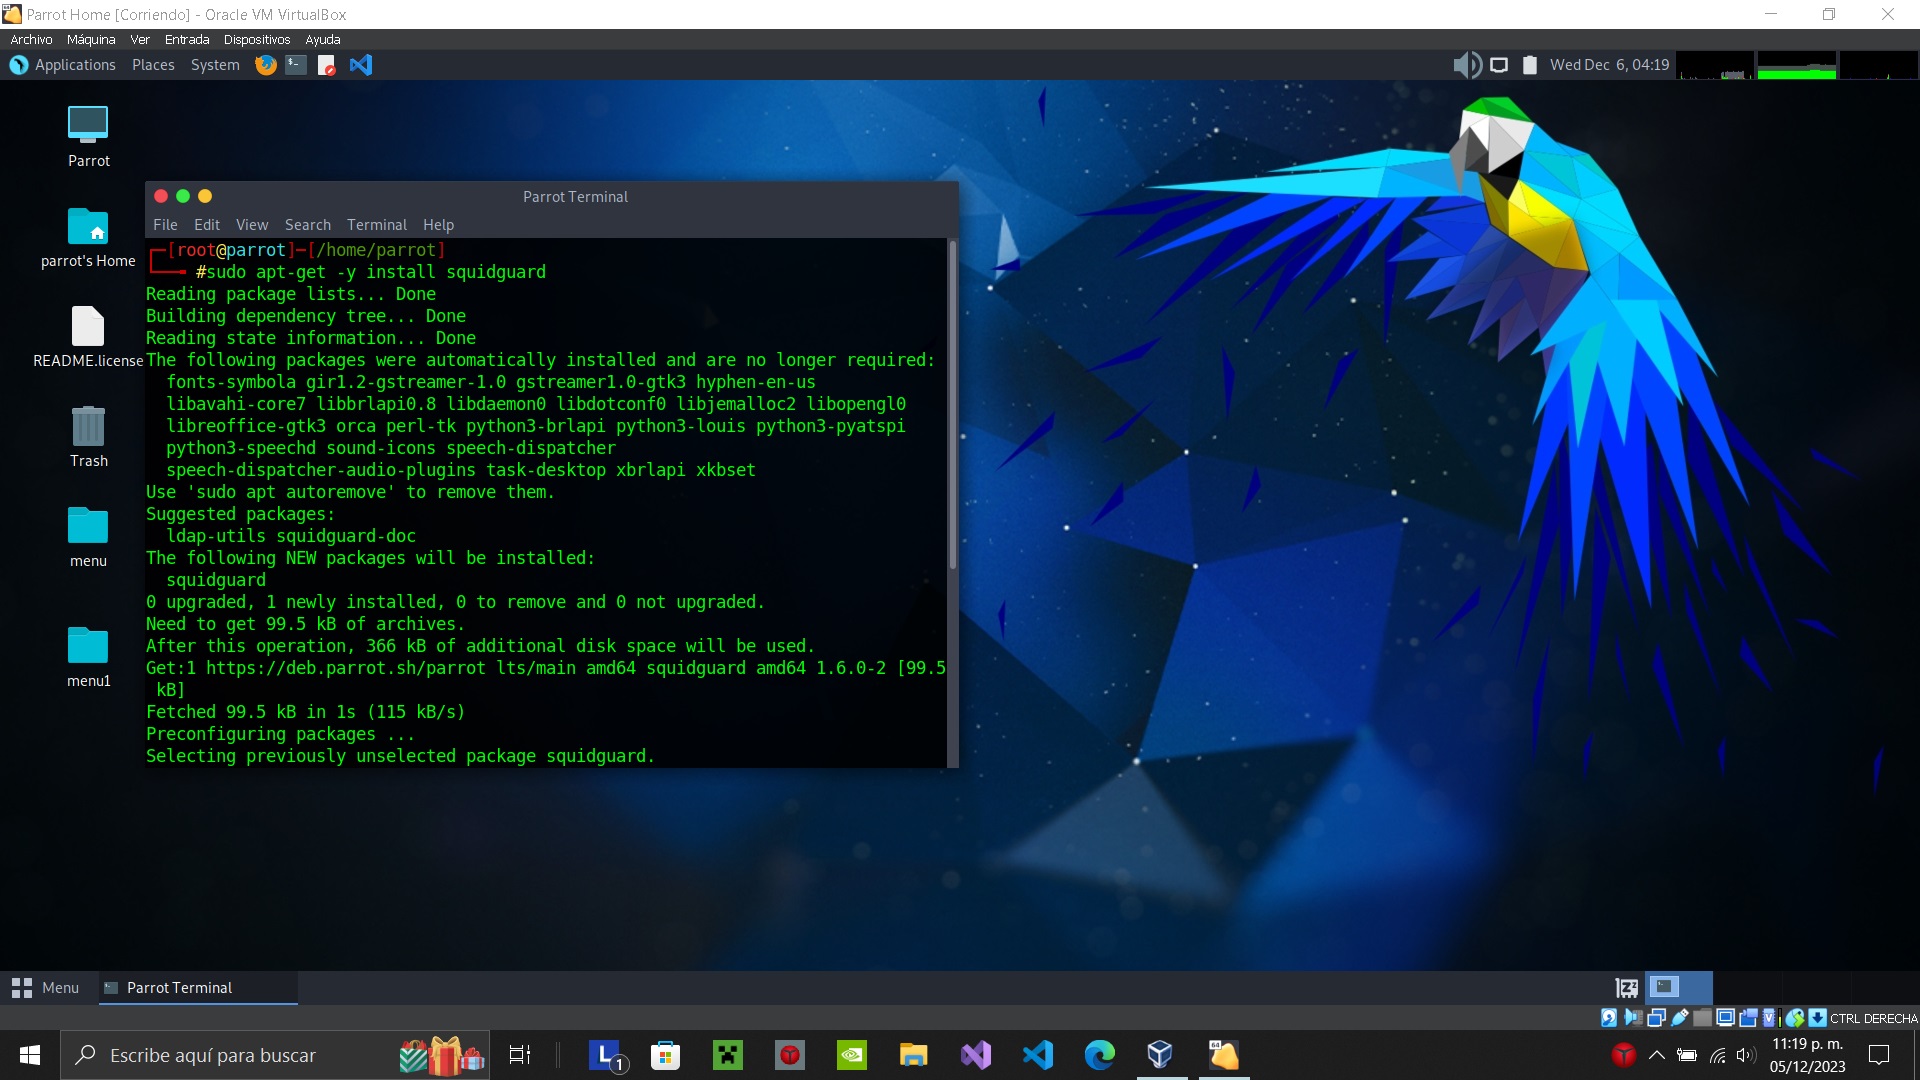 Parrot Home [Corriendo] - Oracle VM VirtualBox
Archivo Máquina Ver Entrada Dispositivos Ayuda
Applications Places System
Wed Dec 6, 04:19
Parrot
parrot's Home
README.license
Trash
menu
menu1
Parrot Terminal
File Edit View Search Terminal Help
┌─[root@parrot]─[/home/parrot]
└──╼ #sudo apt-get -y install squidguard
Reading package lists... Done
Building dependency tree... Done
Reading state information... Done
The following packages were automatically installed and are no longer required:
fonts-symbola gir1.2-gstreamer-1.0 gstreamer1.0-gtk3 hyphen-en-us
libavahi-core7 libbrlapi0.8 libdaemon0 libdotconf0 libjemalloc2 libopengl0
libreoffice-gtk3 orca perl-tk python3-brlapi python3-louis python3-pyatspi
python3-speechd sound-icons speech-dispatcher
speech-dispatcher-audio-plugins task-desktop xbrlapi xkbset
Use 'sudo apt autoremove' to remove them.
Suggested packages:
ldap-utils squidguard-doc
The following NEW packages will be installed:
squidguard
0 upgraded, 1 newly installed, 0 to remove and 0 not upgraded.
Need to get 99.5 kB of archives.
After this operation, 366 kB of additional disk space will be used.
Get:1 https://deb.parrot.sh/parrot lts/main amd64 squidguard amd64 1.6.0-2 [99.5
kB]
Fetched 99.5 kB in 1s (115 kB/s)
Preconfiguring packages ...
Selecting previously unselected package squidguard.
Menu
Parrot Terminal
CTRL DERECHA
Escribe aquí para buscar
L
1
64
11:19 p. m.
05/12/2023